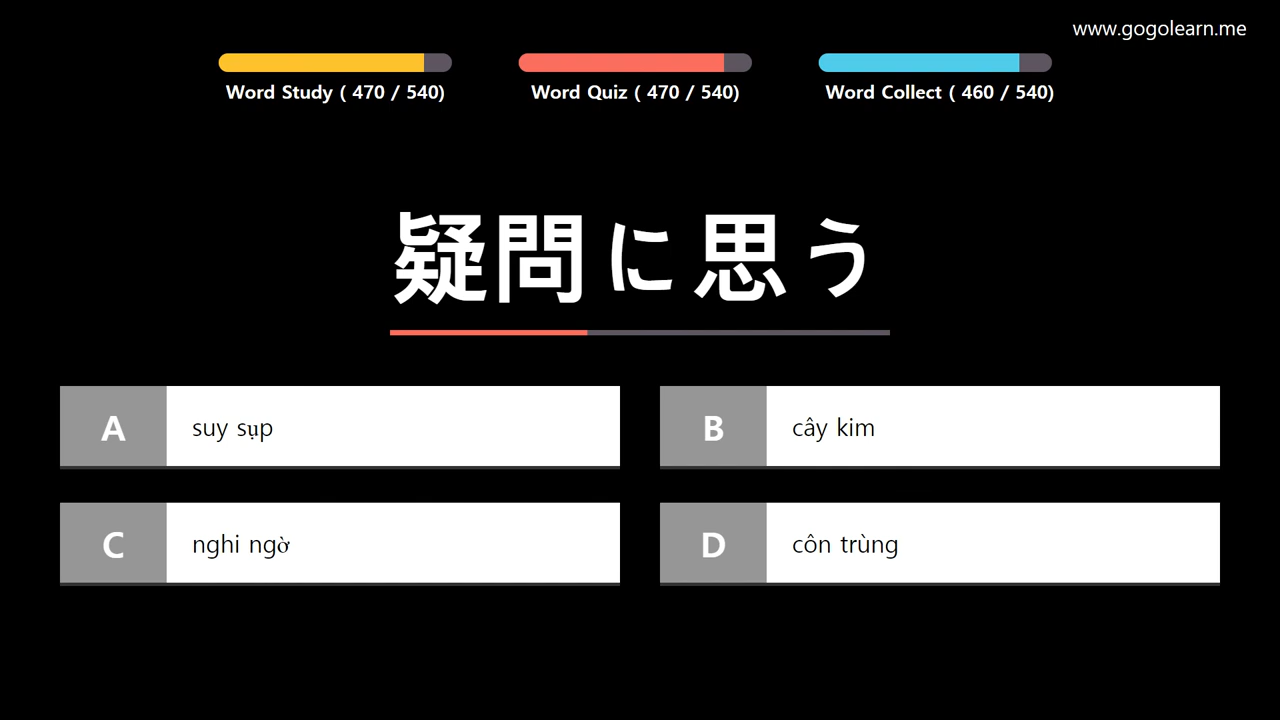 www.gogolearn.me
Word Study ( 470 / 540)
Word Quiz ( 470 / 540)
Word Collect ( 460 / 540)
疑問に思う
A suy sụp
B cây kim
C nghi ngờ
D côn trùng